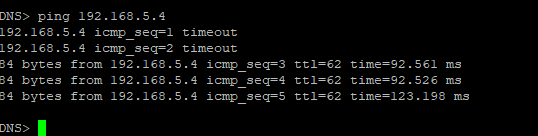 DNS> ping 192.168.5.4
192.168.5.4 icmp_seq=1 timeout
192.168.5.4 icmp_seq=2 timeout
84 bytes from 192.168.5.4 icmp_seq=3 ttl=62 time=92.561 ms
84 bytes from 192.168.5.4 icmp_seq=4 ttl=62 time=92.526 ms
84 bytes from 192.168.5.4 icmp_seq=5 ttl=62 time=123.198 ms
DNS>